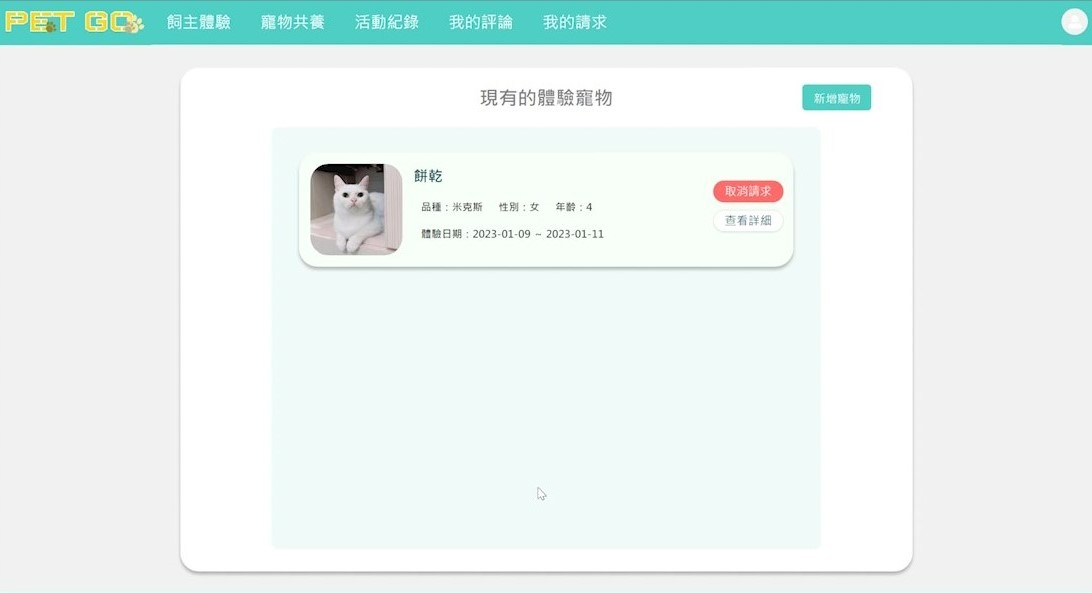 PET GO 飼主體驗 寵物共養 活動紀錄 我的評論 我的請求
現有的體驗寵物 新增寵物
餅乾
取消請求
品種：米克斯 性別：女 年齡：4
查看詳細
體驗日期：2023-01-09 ~ 2023-01-11